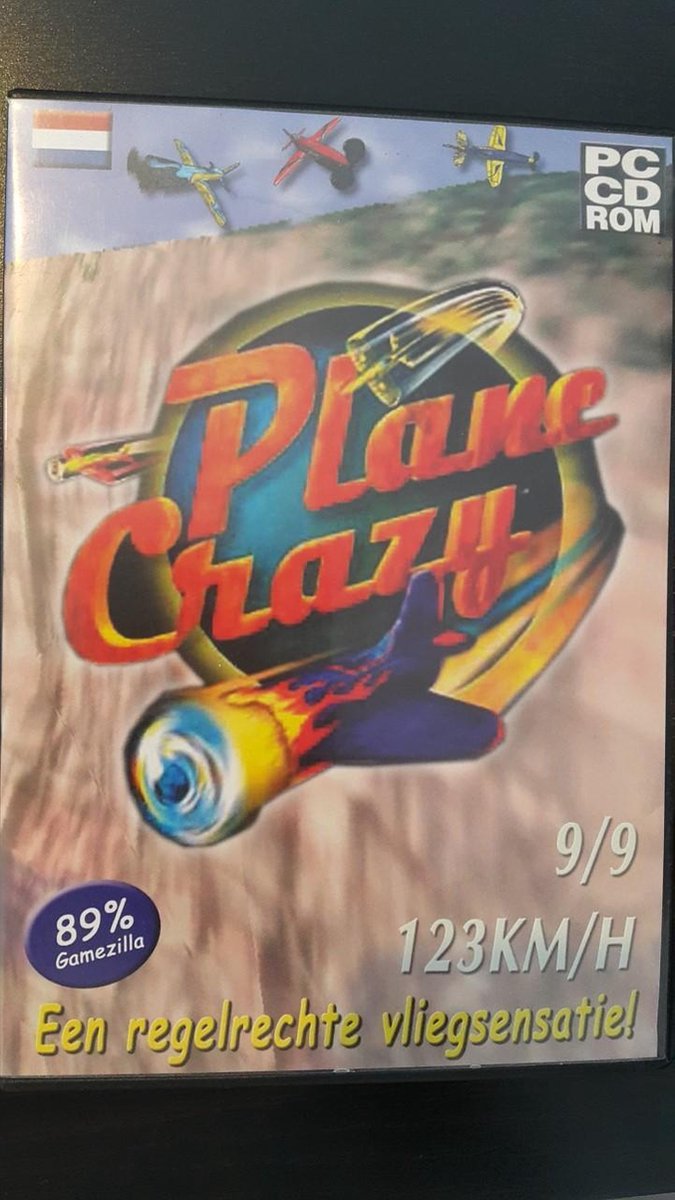 PC
CD
ROM
Plane
Crazy
9/9
123KM/H
89%
Gamezilla
Een regelrechte vliegsensatie!